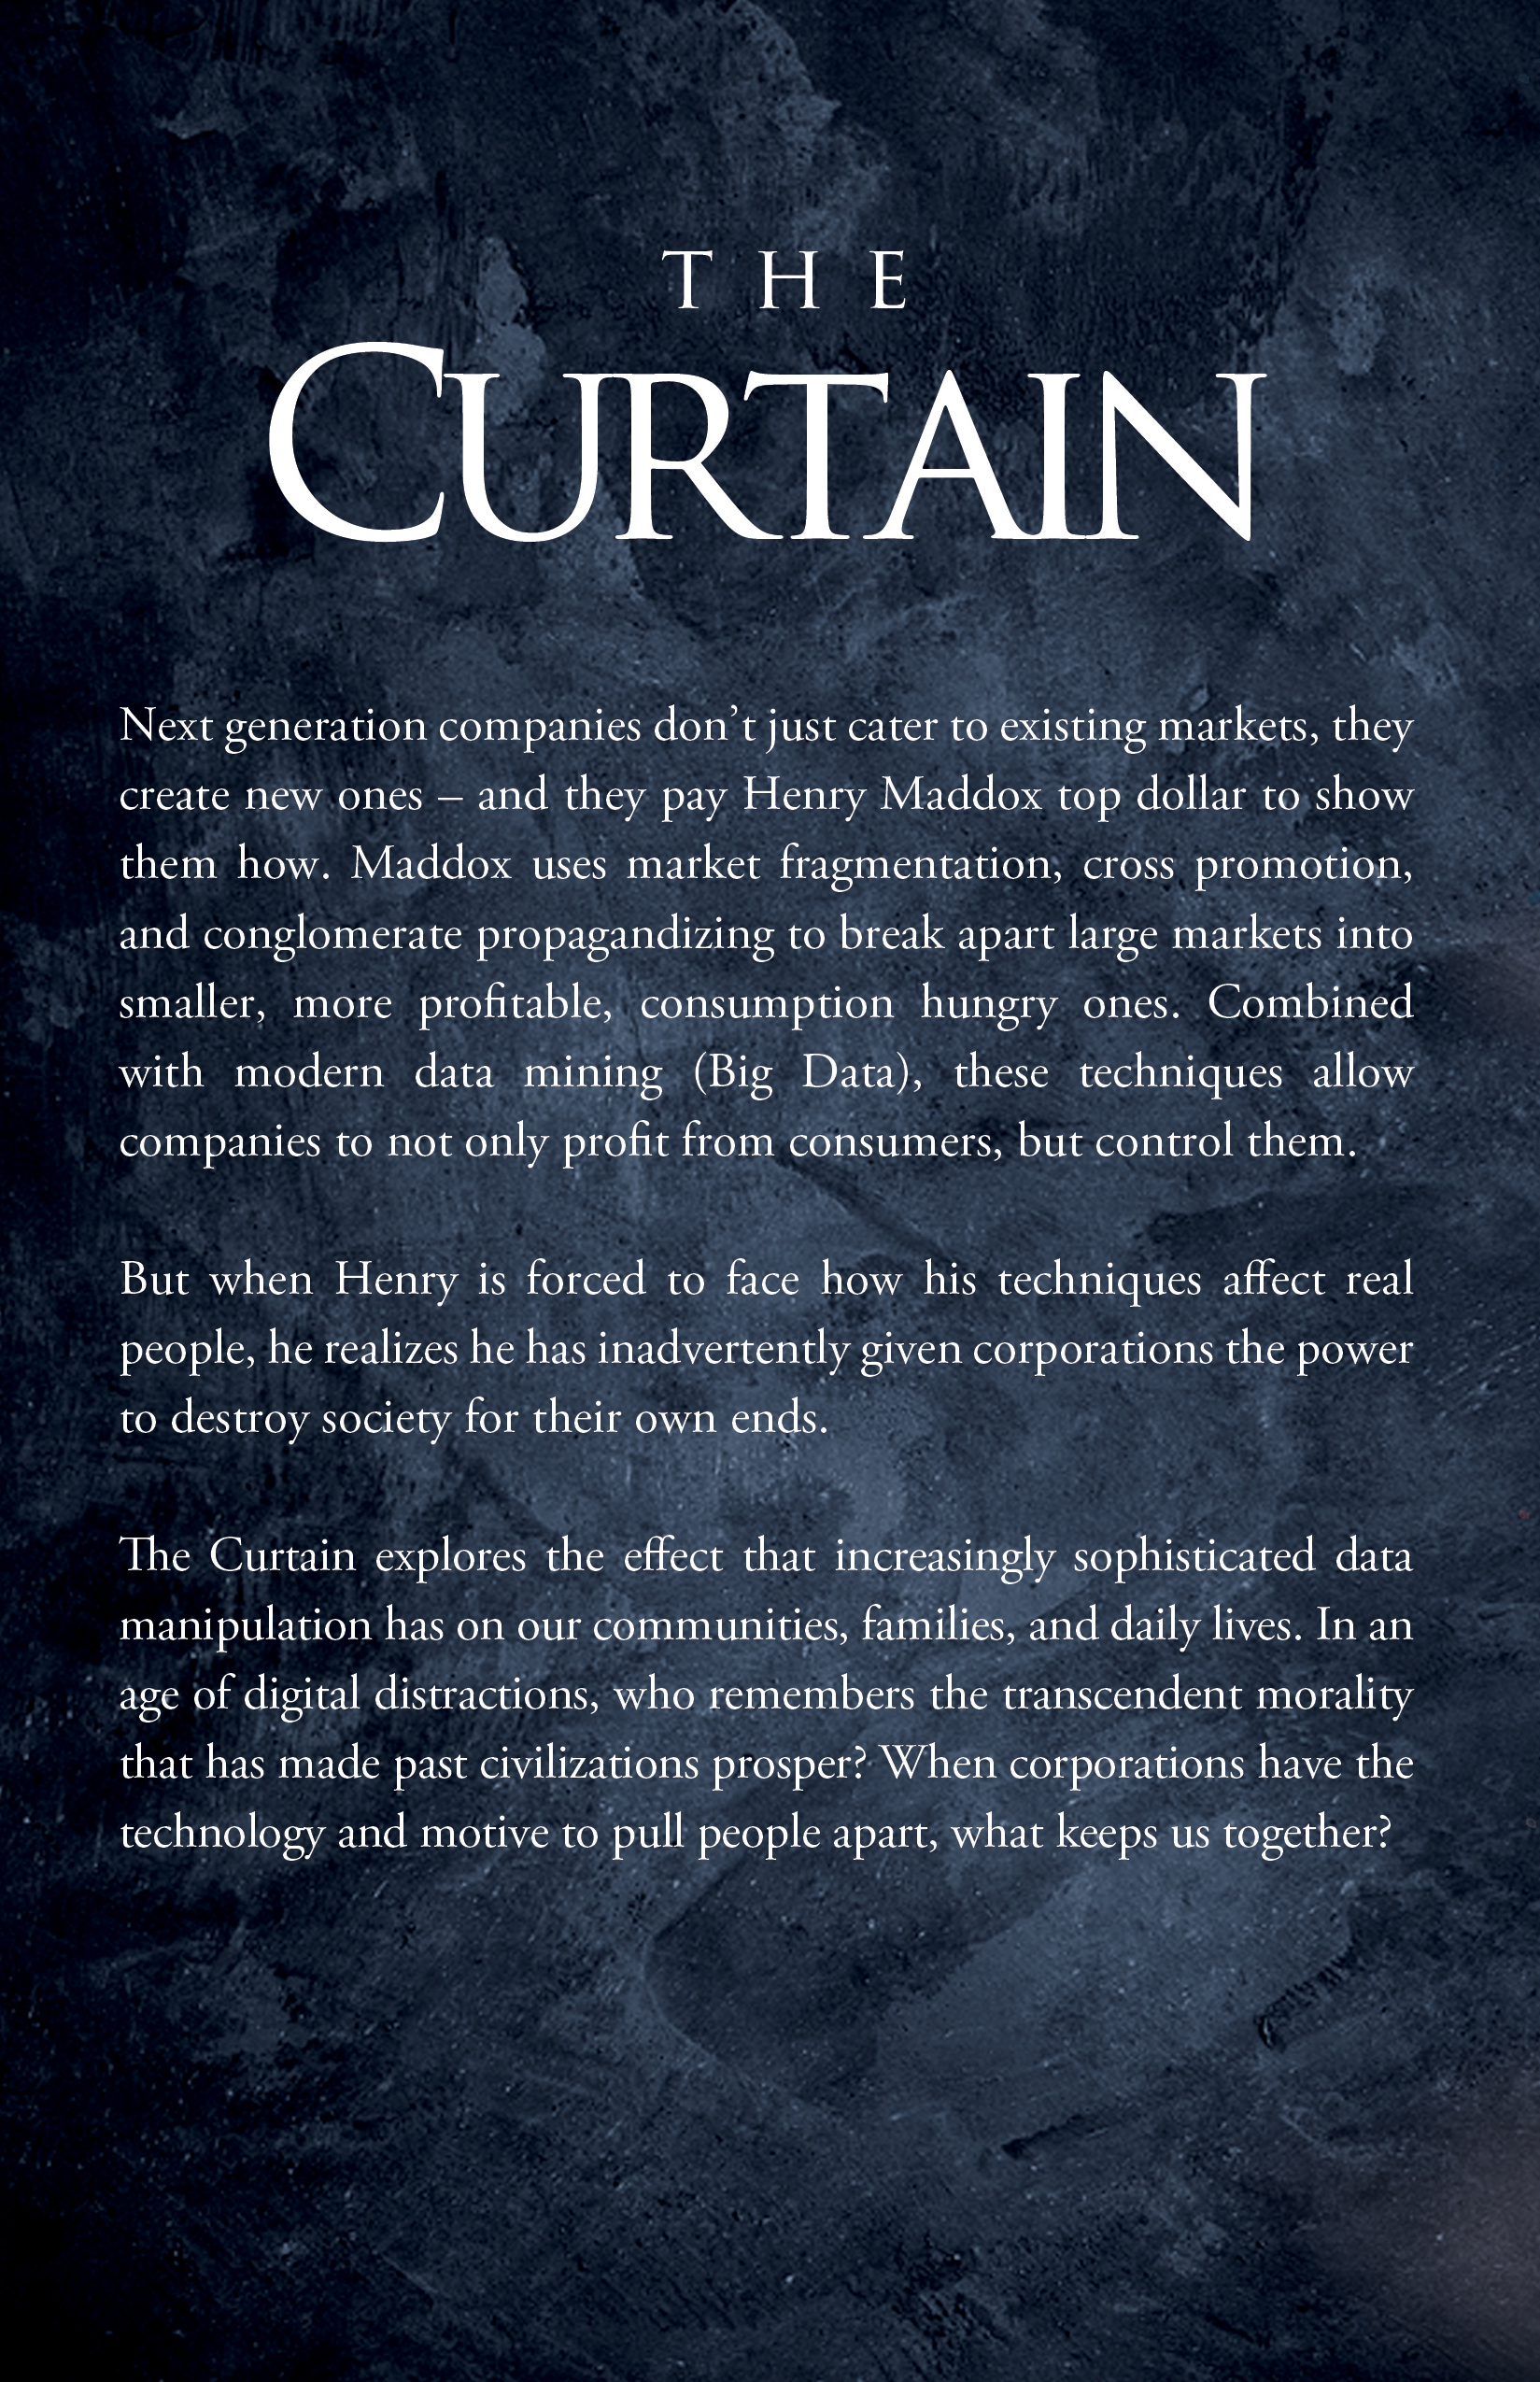 THE
CURTAIN
Next generation companies don’t just cater to existing markets, they
create new ones – and they pay Henry Maddox top dollar to show
them how. Maddox uses market fragmentation, cross promotion,
and conglomerate propagandizing to break apart large markets into
smaller, more profitable, consumption hungry ones. Combined
with modern data mining (Big Data), these techniques allow
companies to not only profit from consumers, but control them.
But when Henry is forced to face how his techniques affect real
people, he realizes he has inadvertently given corporations the power
to destroy society for their own ends.
The Curtain explores the effect that increasingly sophisticated data
manipulation has on our communities, families, and daily lives. In an
age of digital distractions, who remembers the transcendent morality
that has made past civilizations prosper? When corporations have the
technology and motive to pull people apart, what keeps us together?